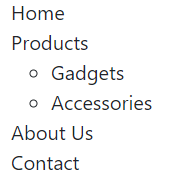 Home
Products
Gadgets
Accessories
About Us
Contact